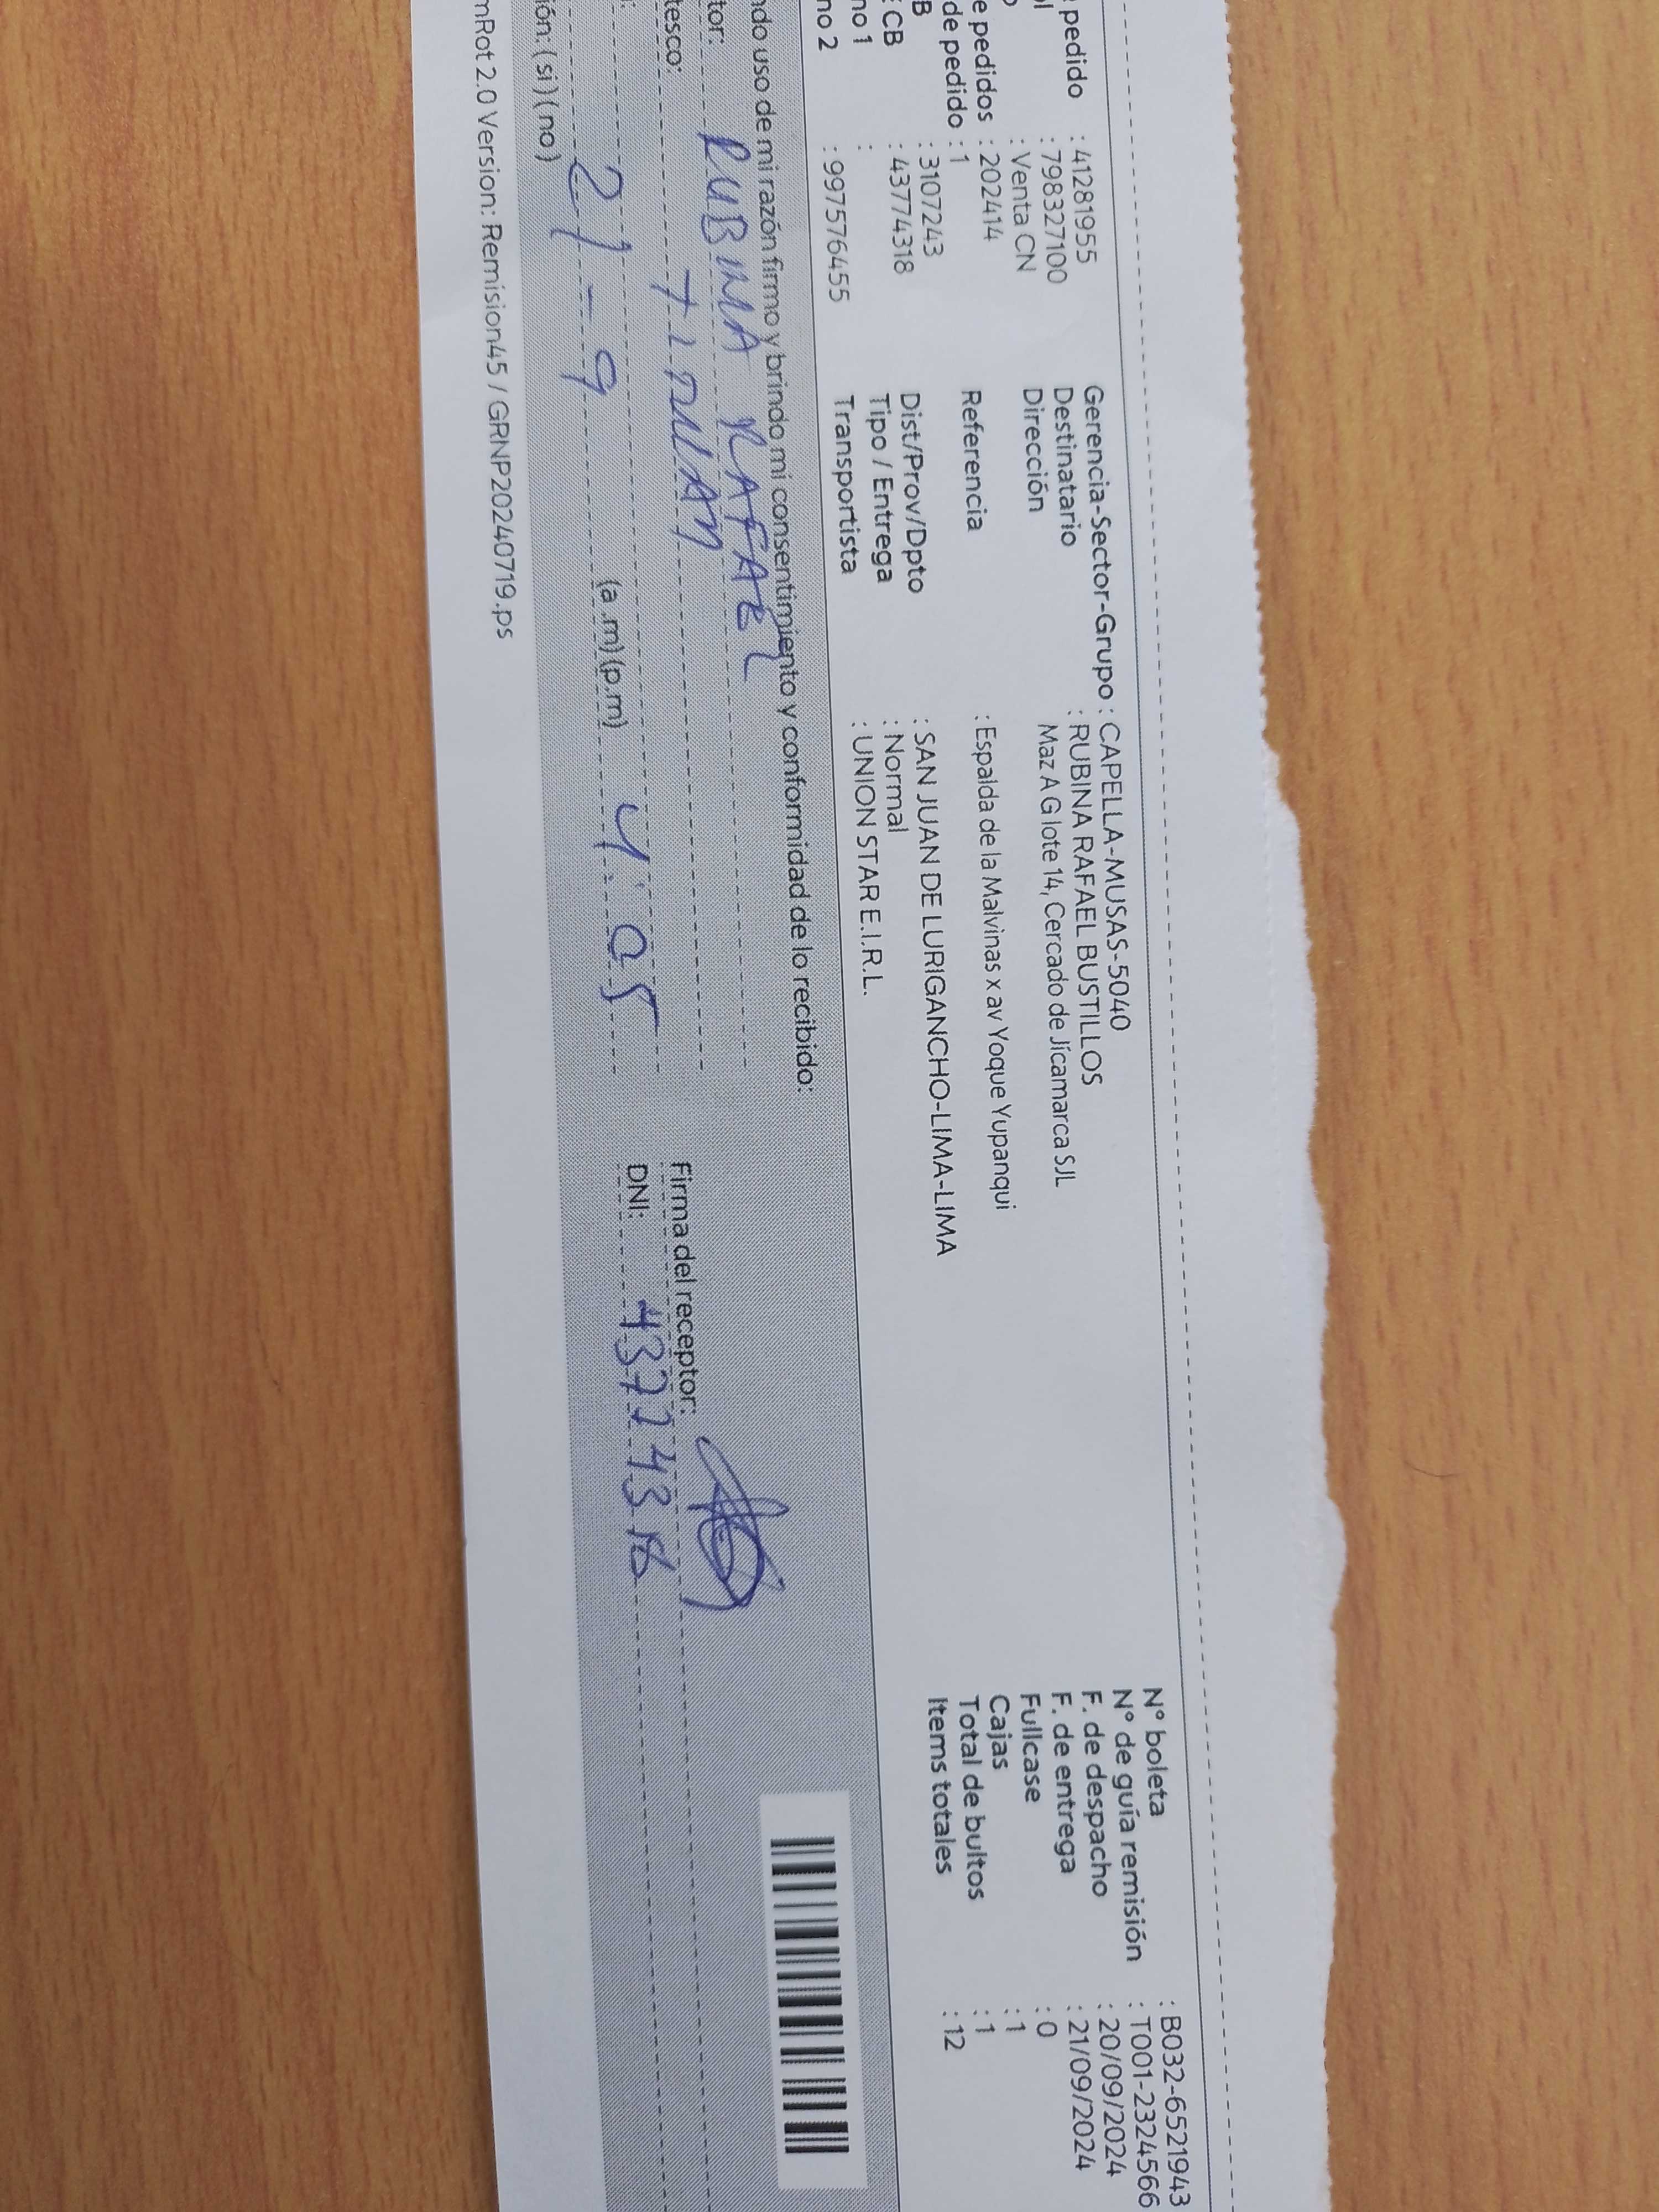 pedido : 41281955
: 798327100
: Venta CN
e pedidos : 202414
de pedido : 1
B : 3107243
CB : 43774318
no 1 :
no 2 : 997576455
Gerencia-Sector-Grupo : CAPELLA-MUSAS-5040
Destinatario : RUBINA RAFAEL BUSTILLOS
Dirección Maz A G lote 14, Cercado de Jícamarca SJL
Referencia : Espalda de la Malvinas x av Yoque Yupanqui
Dist/Prov/Dpto : SAN JUAN DE LURIGANCHO-LIMA-LIMA
Tipo / Entrega : Normal
Transportista : UNION STAR E.I.R.L.
N° boleta : B032-6521943
N° de guía remisión : T001-2324566
F. de despacho : 20/09/2024
F. de entrega : 21/09/2024
Fullcase : 0
Cajas : 1
Total de bultos : 1
Items totales : 12
ndo uso de mi razón firmo y brindo mi consentimiento y conformidad de lo recibido:
tor: RUBINA RAFAEL
tesco:
21-9 (a .m) (p.m) 4:05
ión: ( si ) ( no )
Firma del receptor:
DNI: 43774318
mRot 2.0 Version: Remision45 / GRNP20240719.ps